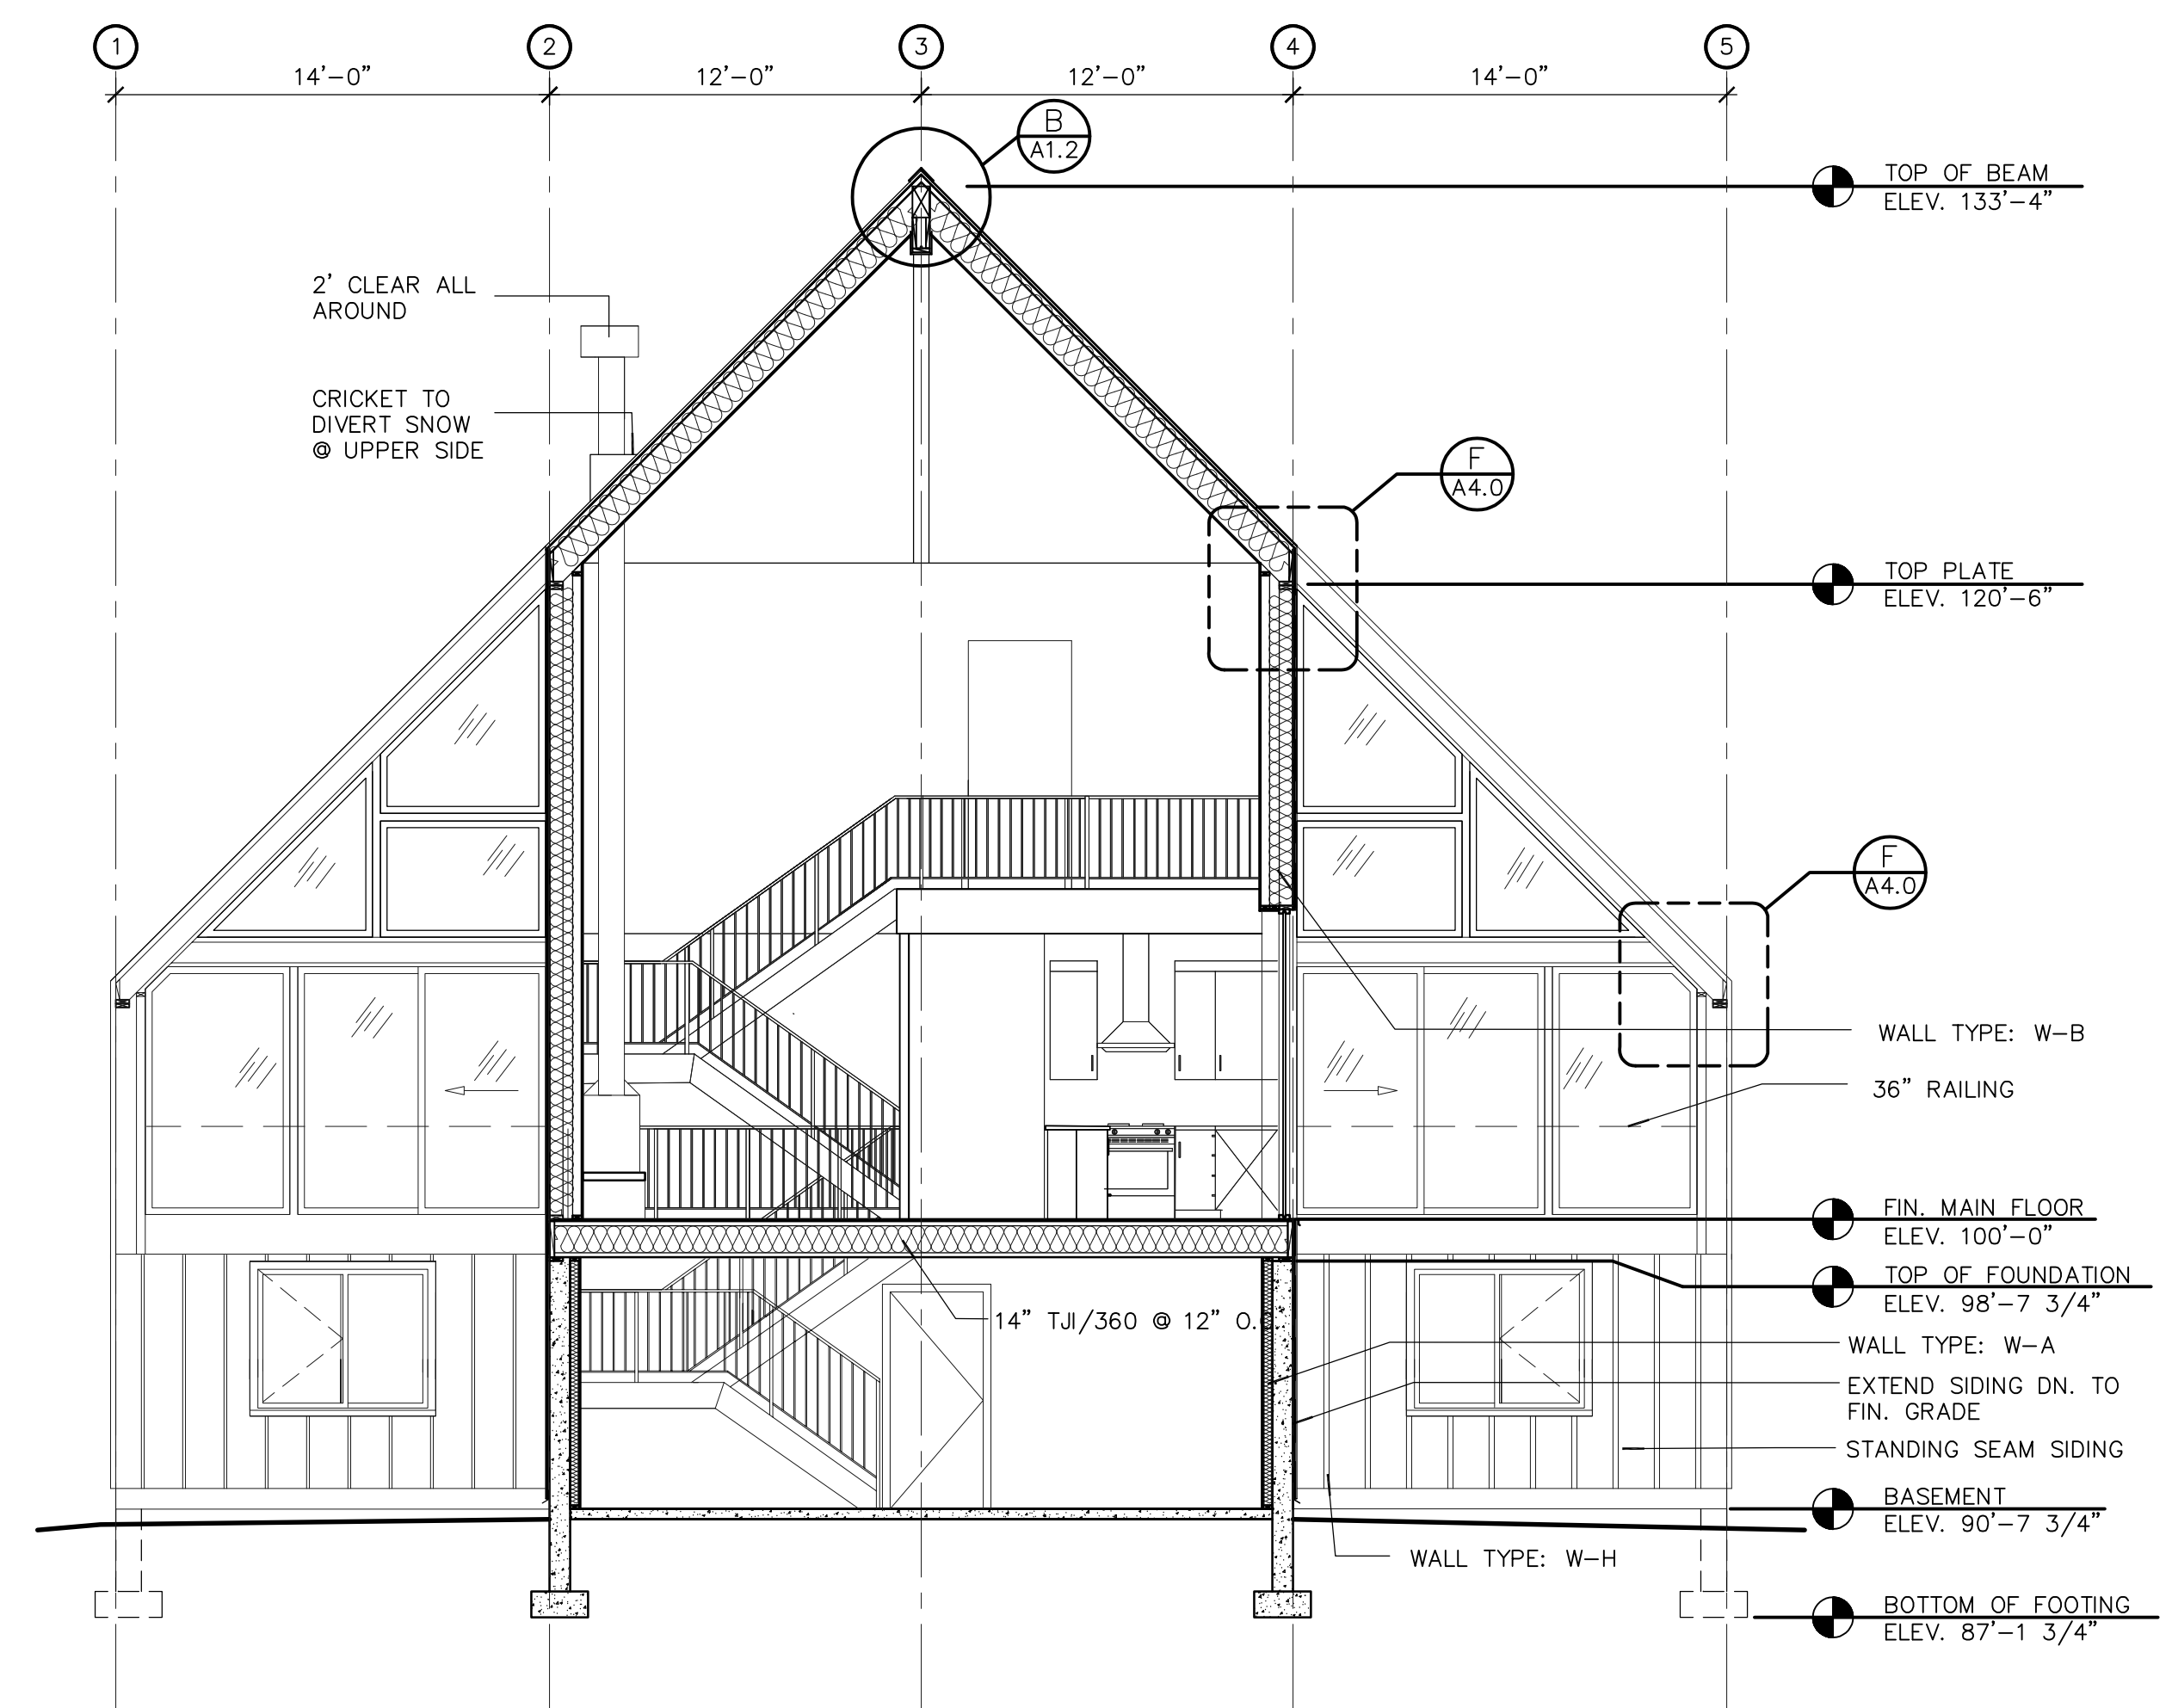 1
2
3
4
5
14'-0"
12'-0"
12'-0"
14'-0"
B
A1.2
TOP OF BEAM
ELEV. 133'-4"
2' CLEAR ALL
AROUND
CRICKET TO
DIVERT SNOW
@ UPPER SIDE
F
A4.0
TOP PLATE
ELEV. 120'-6"
F
A4.0
WALL TYPE: W-B
36" RAILING
FIN. MAIN FLOOR
ELEV. 100'-0"
TOP OF FOUNDATION
ELEV. 98'-7 3/4"
14" TJI/360 @ 12" O.C
WALL TYPE: W-A
EXTEND SIDING DN. TO
FIN. GRADE
STANDING SEAM SIDING
BASEMENT
ELEV. 90'-7 3/4"
WALL TYPE: W-H
BOTTOM OF FOOTING
ELEV. 87'-1 3/4"